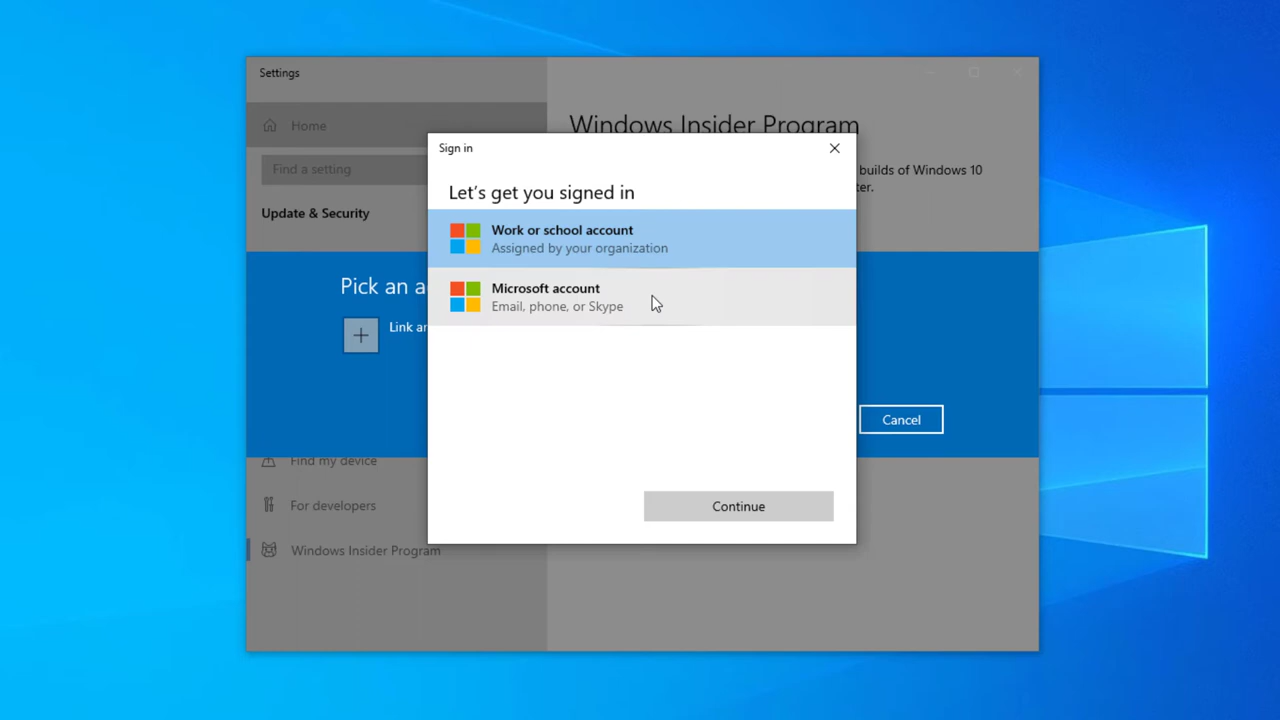 Settings
Home
Windows Insider Program
Find a setting
builds of Windows 10
ter.
Update & Security
Sign in
Let's get you signed in
Work or school account
Assigned by your organization
Microsoft account
Email, phone, or Skype
Continue
Pick an a
Link an
Cancel
Find my device
For developers
Windows Insider Program